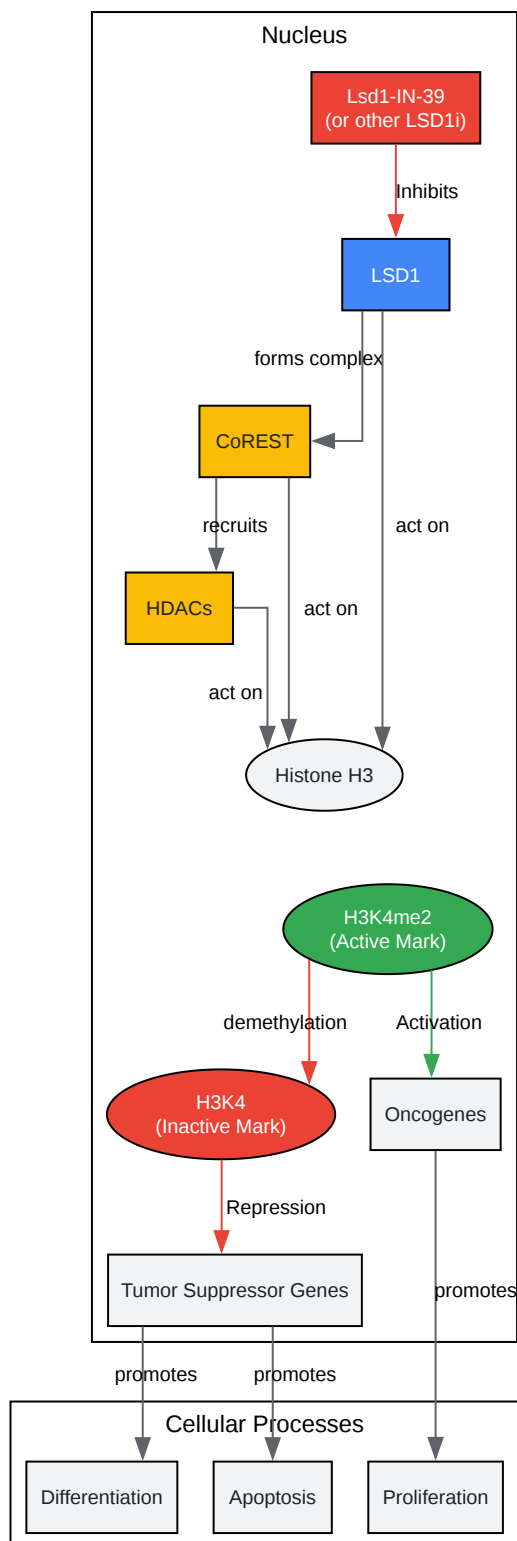 Nucleus
Lsd1-IN-39
(or other LSD1i)
Inhibits
LSD1
forms complex
CoREST
recruits
act on
HDACs
act on
act on
Histone H3
H3K4me2
(Active Mark)
demethylation
Activation
H3K4
(Inactive Mark)
Oncogenes
Repression
Tumor Suppressor Genes
promotes
promotes
promotes
Cellular Processes
Differentiation
Apoptosis
Proliferation